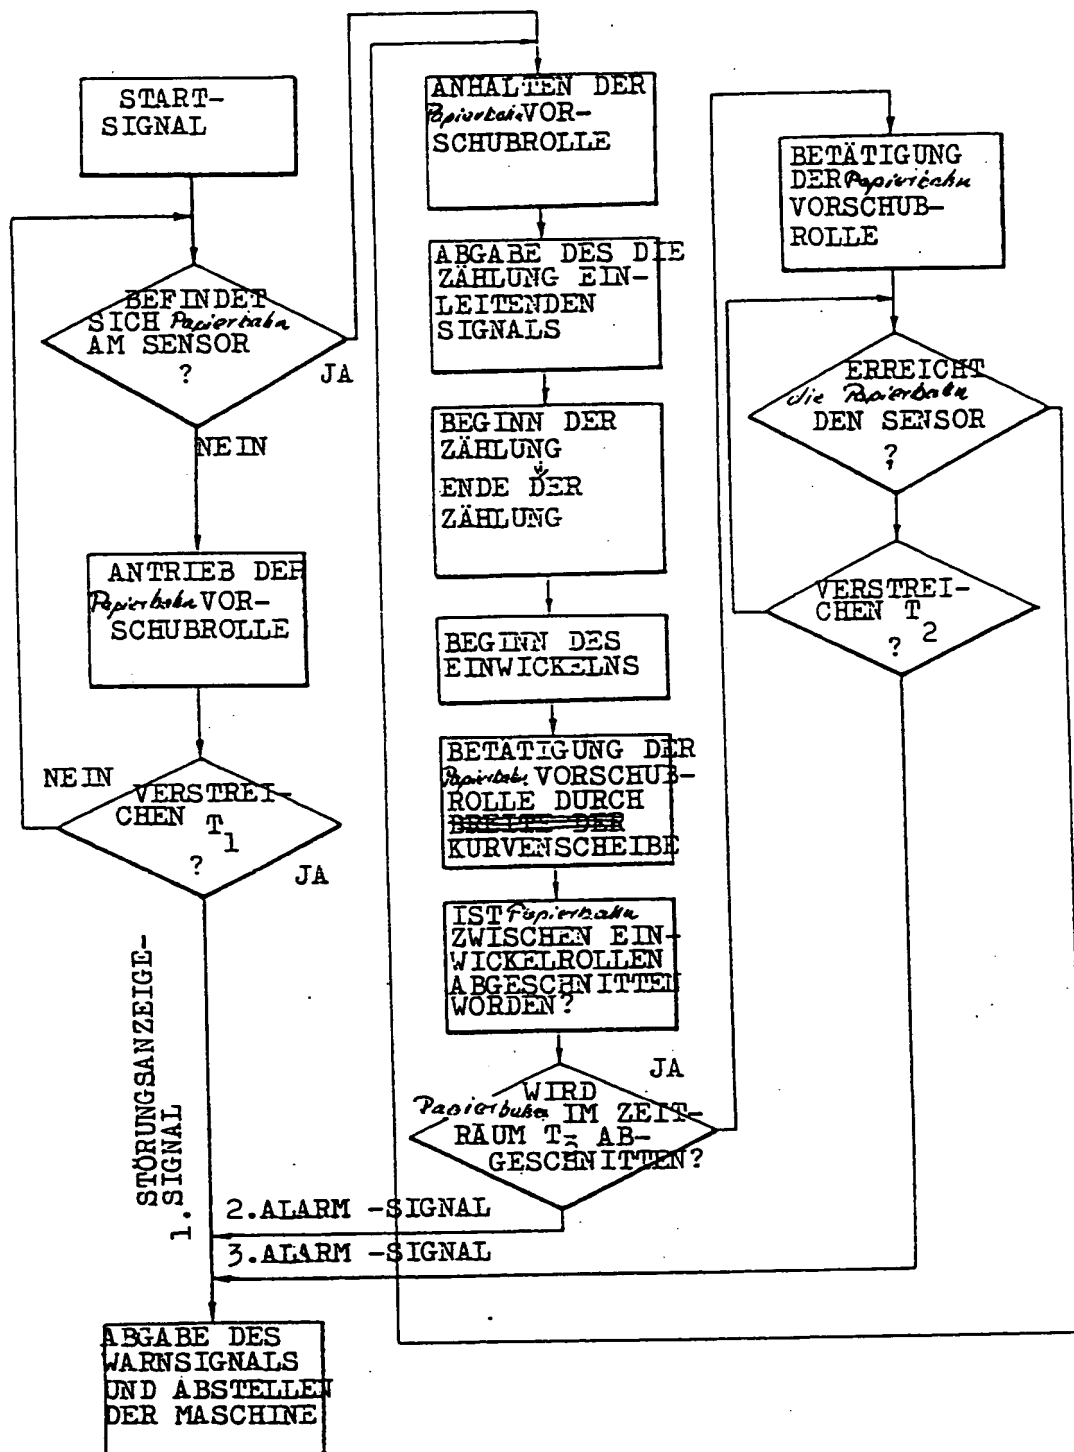 START-
SIGNAL
BEFINDET
SICH Papierbahn
AM SENSOR
?
JA
NEIN
ANTRIEB DER
Papierbahn VOR-
SCHUBROLLE
NEIN
VERSTREI-
CHEN T1
?
JA
1. STÖRUNGSANZEIGE-
SIGNAL
ABGABE DES
WARNSIGNALS
UND ABSTELLEN
DER MASCHINE
ANHALTEN DER
Papierbahn VOR-
SCHUBROLLE
ABGABE DES DIE
ZÄHLUNG EIN-
LEITENDEN
SIGNALS
BEGINN DER
ZÄHLUNG
ENDE DER
ZÄHLUNG
BEGINN DES
EINWICKELNS
BETÄTIGUNG DER
Papierbahn VORSCHUB-
ROLLE DURCH
BREITE DER
KURVENSCHEIBE
IST Papierbahn
ZWISCHEN EIN-
WICKELROLLEN
ABGESCHNITTEN
WORDEN?
JA
WIRD
Papierbahn IM ZEIT-
RAUM T AB-
GESCHNITTEN?
2.ALARM -SIGNAL
3.ALARM -SIGNAL
BETÄTIGUNG
DER Papierbahn
VORSCHUB-
ROLLE
ERREICHT
die Papierbahn
DEN SENSOR
?
VERSTREI-
CHEN T2
?